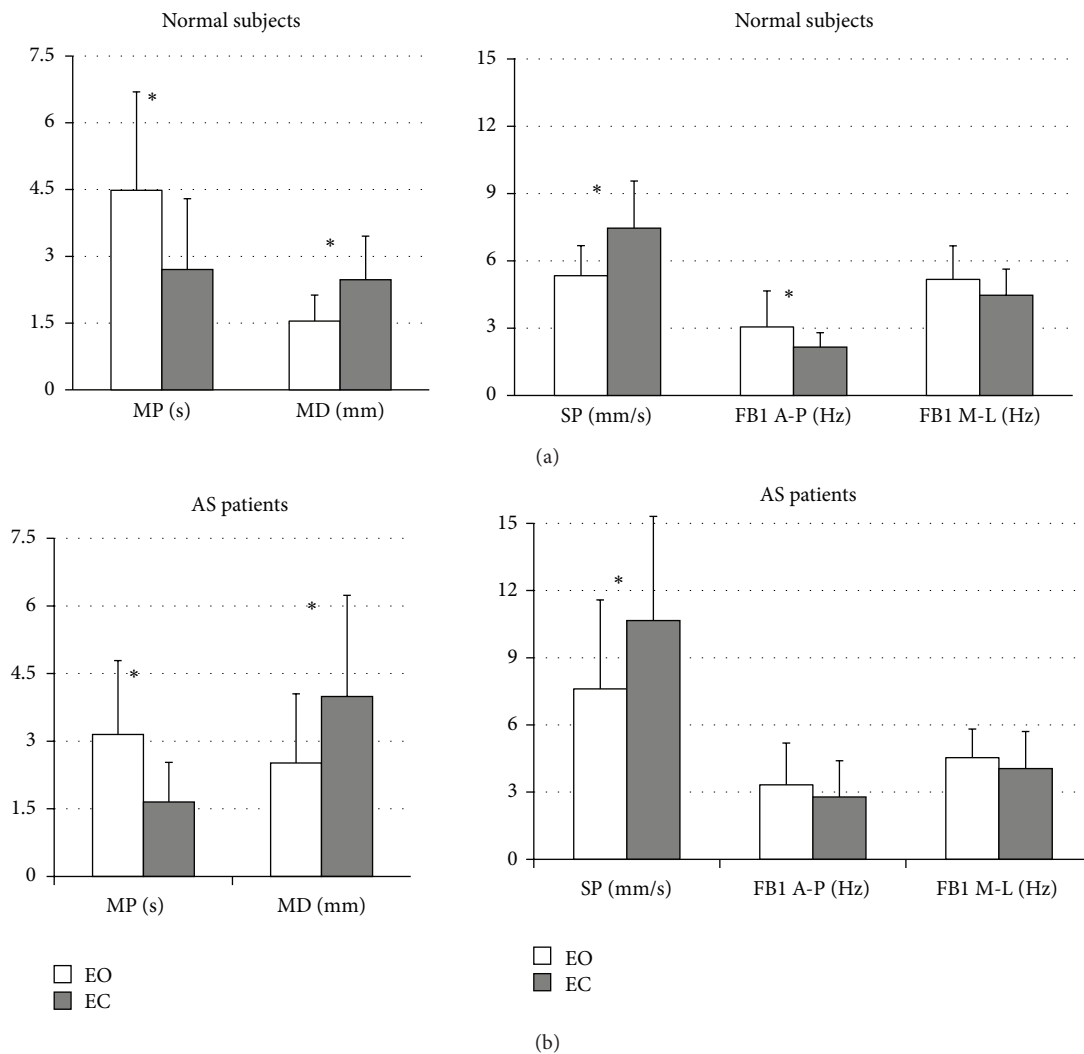 Normal subjects
7.5
6
4.5
3
1.5
0
*
*
MP (s) MD (mm)
15
12
9
6
3
0
*
*
SP (mm/s) FB1 A-P (Hz) FB1 M-L (Hz)
(a)
AS patients
7.5
6
4.5
3
1.5
0
*
*
MP (s) MD (mm)
EO
EC
AS patients
15
12
9
6
3
0
*
SP (mm/s) FB1 A-P (Hz) FB1 M-L (Hz)
EO
EC
(b)